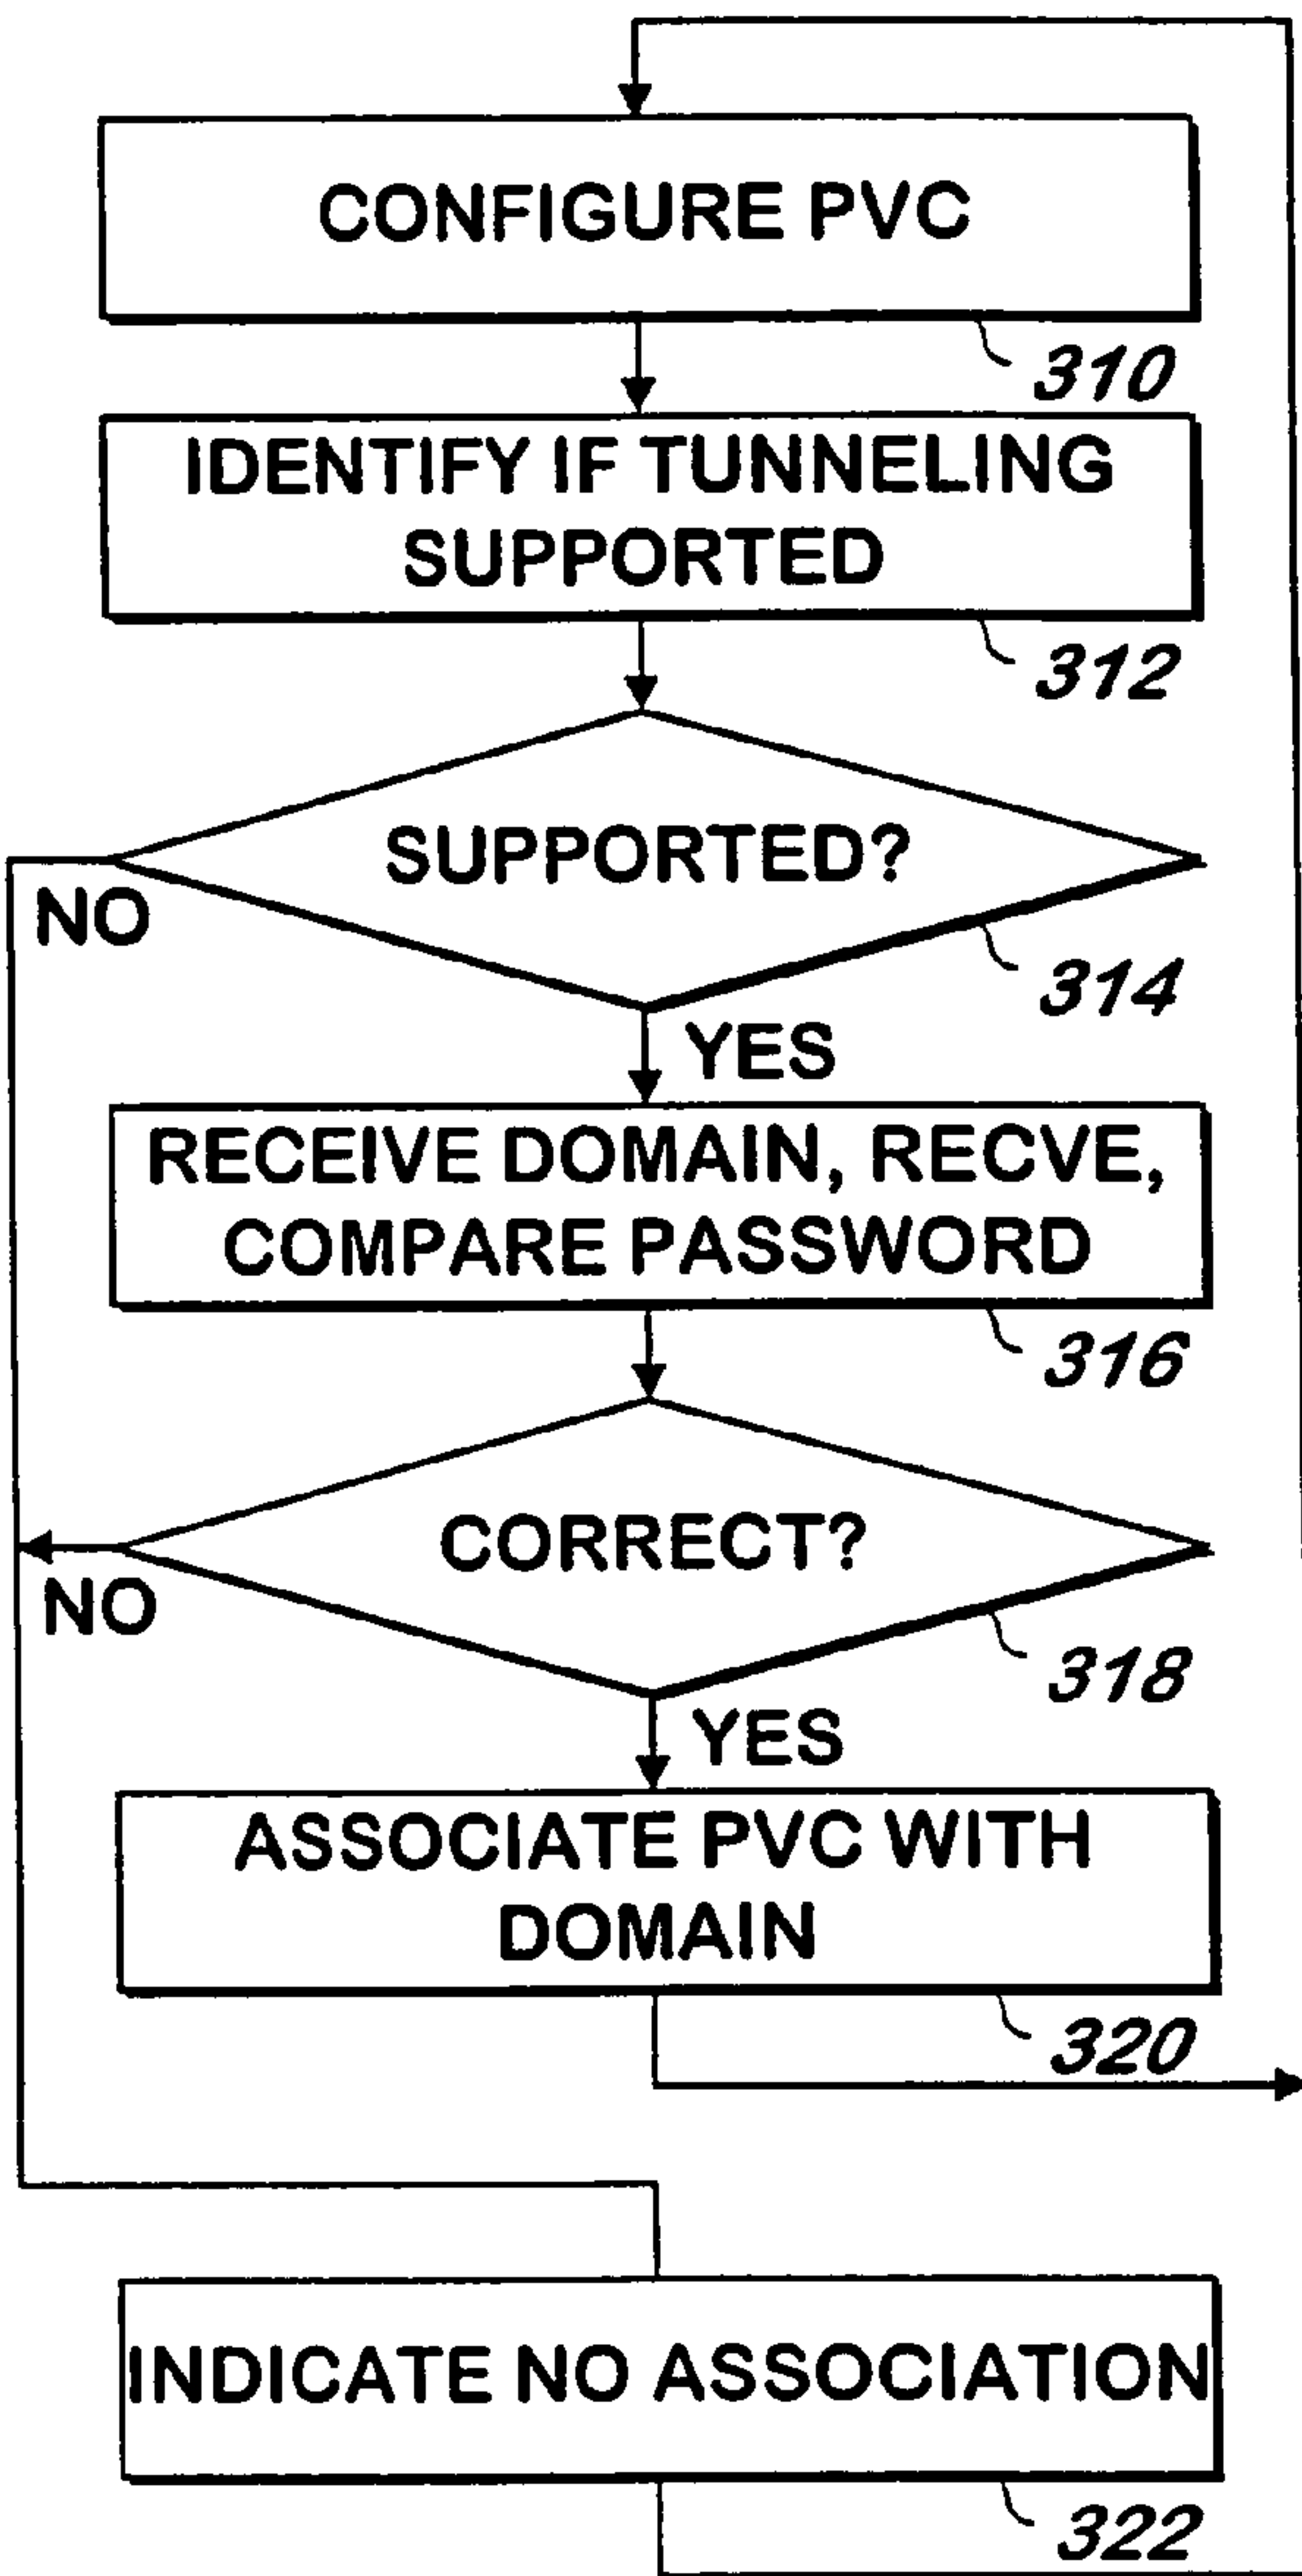 CONFIGURE PVC
310
IDENTIFY IF TUNNELING
SUPPORTED
312
SUPPORTED?
NO
314
YES
RECEIVE DOMAIN, RECVE,
COMPARE PASSWORD
316
CORRECT?
NO
318
YES
ASSOCIATE PVC WITH
DOMAIN
320
INDICATE NO ASSOCIATION
322